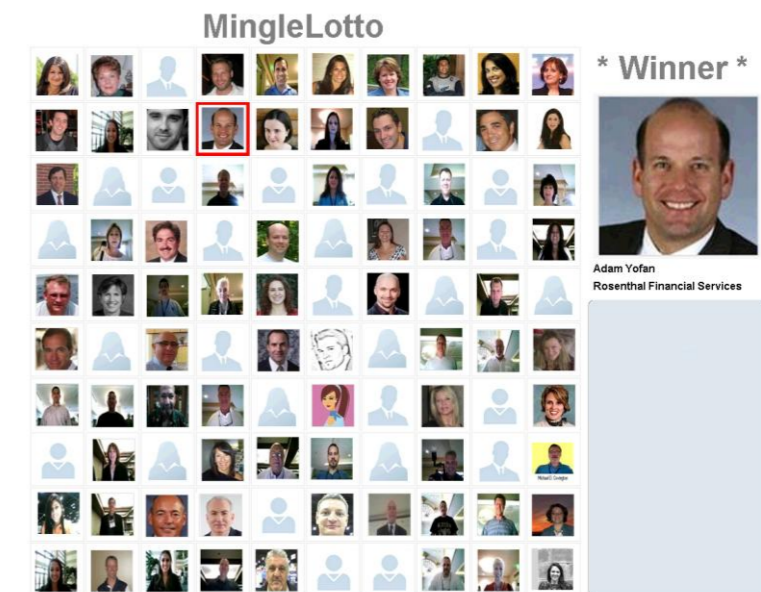 MingleLotto
* Winner *
Adam Yofan
Rosenthal Financial Services